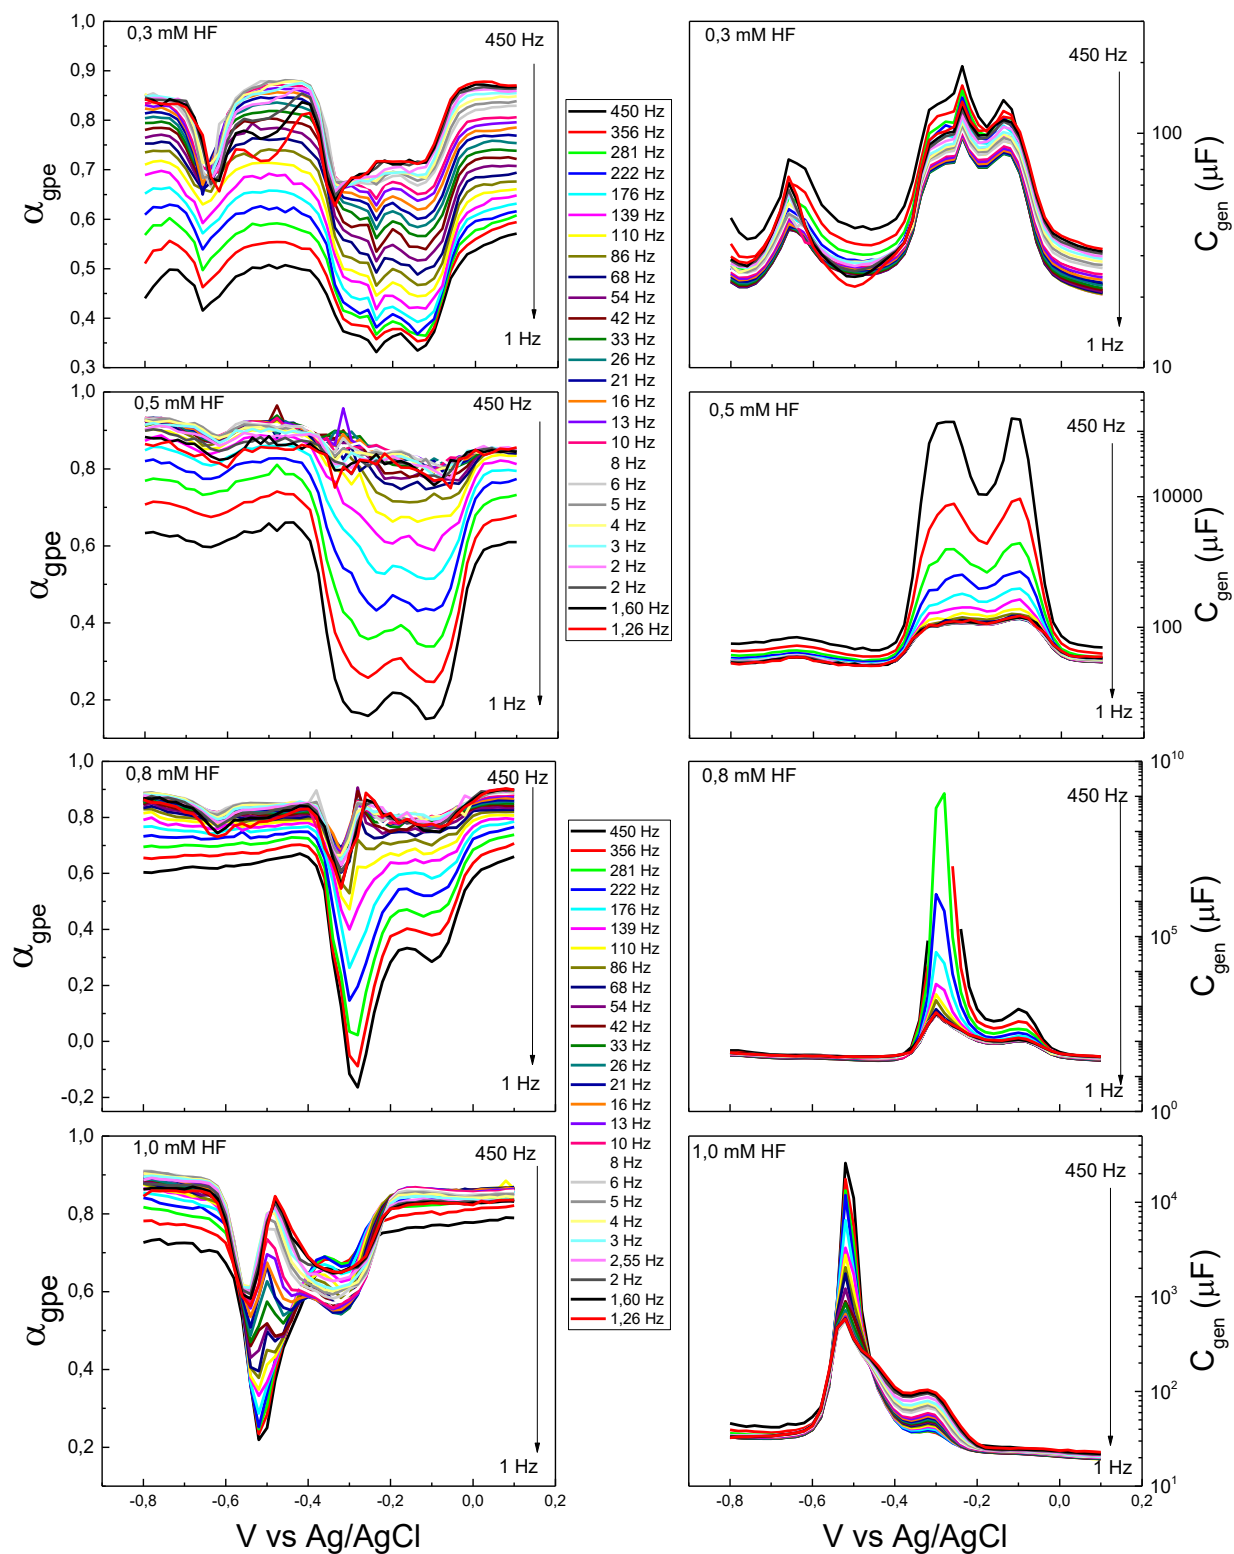 0,3 mM HF
450 Hz
1 Hz
1,0
0,9
0,8
0,7
0,6
0,5
0,4
0,3
αgpe
0,3 mM HF
450 Hz
1 Hz
100
10
Cgen (μF)
450 Hz
356 Hz
281 Hz
222 Hz
176 Hz
139 Hz
110 Hz
86 Hz
68 Hz
54 Hz
42 Hz
33 Hz
26 Hz
21 Hz
16 Hz
13 Hz
10 Hz
8 Hz
6 Hz
5 Hz
4 Hz
3 Hz
2 Hz
2 Hz
1,60 Hz
1,26 Hz
0,5 mM HF
450 Hz
1 Hz
1,0
0,8
0,6
0,4
0,2
αgpe
0,5 mM HF
450 Hz
1 Hz
10000
100
Cgen (μF)
0,8 mM HF
450 Hz
1 Hz
1,0
0,8
0,6
0,4
0,2
0,0
-0,2
αgpe
0,8 mM HF
450 Hz
1 Hz
10^10
10^5
10^0
Cgen (μF)
450 Hz
356 Hz
281 Hz
222 Hz
176 Hz
139 Hz
110 Hz
86 Hz
68 Hz
54 Hz
42 Hz
33 Hz
26 Hz
21 Hz
16 Hz
13 Hz
10 Hz
8 Hz
6 Hz
5 Hz
4 Hz
3 Hz
2,55 Hz
2 Hz
1,60 Hz
1,26 Hz
1,0 mM HF
450 Hz
1 Hz
1,0
0,8
0,6
0,4
0,2
αgpe
-0,8 -0,6 -0,4 -0,2 0,0 0,2
V vs Ag/AgCl
1,0 mM HF
450 Hz
1 Hz
10^4
10^3
10^2
10^1
Cgen (μF)
-0,8 -0,6 -0,4 -0,2 0,0 0,2
V vs Ag/AgCl